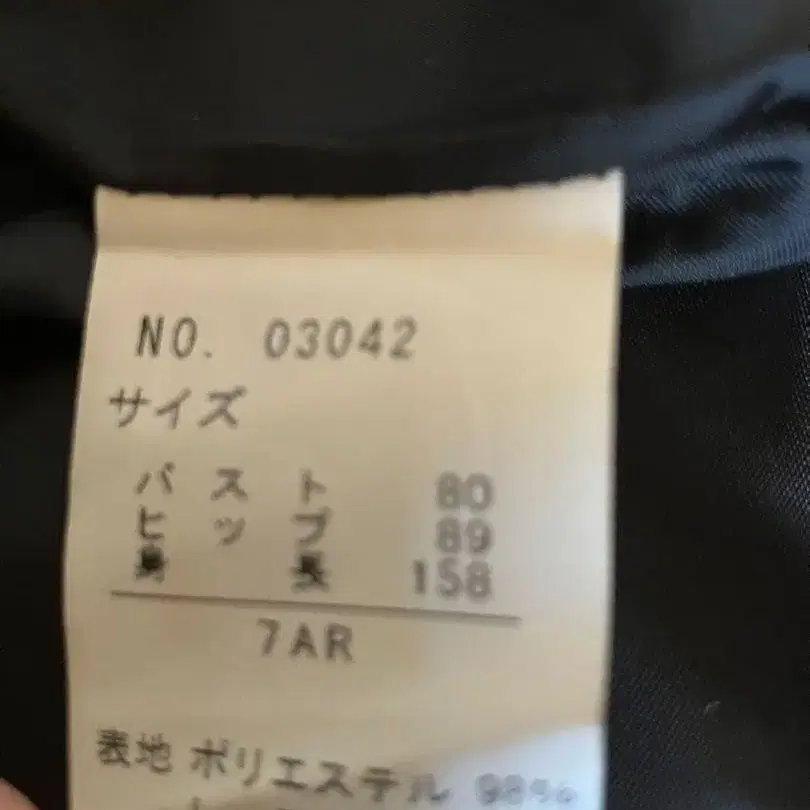 NO. 03042
サイズ
バスト 80
ヒップ 89
身長 158
7AR
表地 ポリエステル 98%